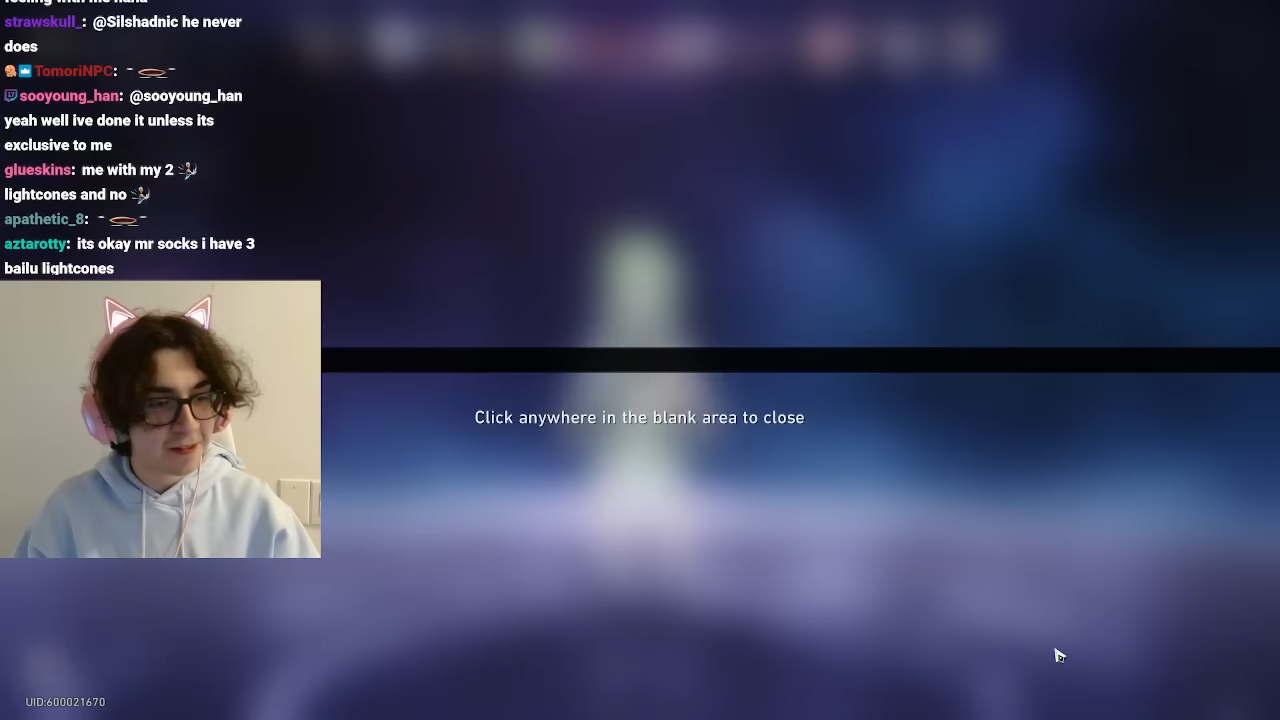 strawskull_: @Silshadnic he never
does
TomoriNPC:
sooyoung_han: @sooyoung_han
yeah well ive done it unless its
exclusive to me
glueskins: me with my 2
lightcones and no
apathetic_8:
aztarotty: its okay mr socks i have 3
bailu lightcones
Click anywhere in the blank area to close
UID:600021670